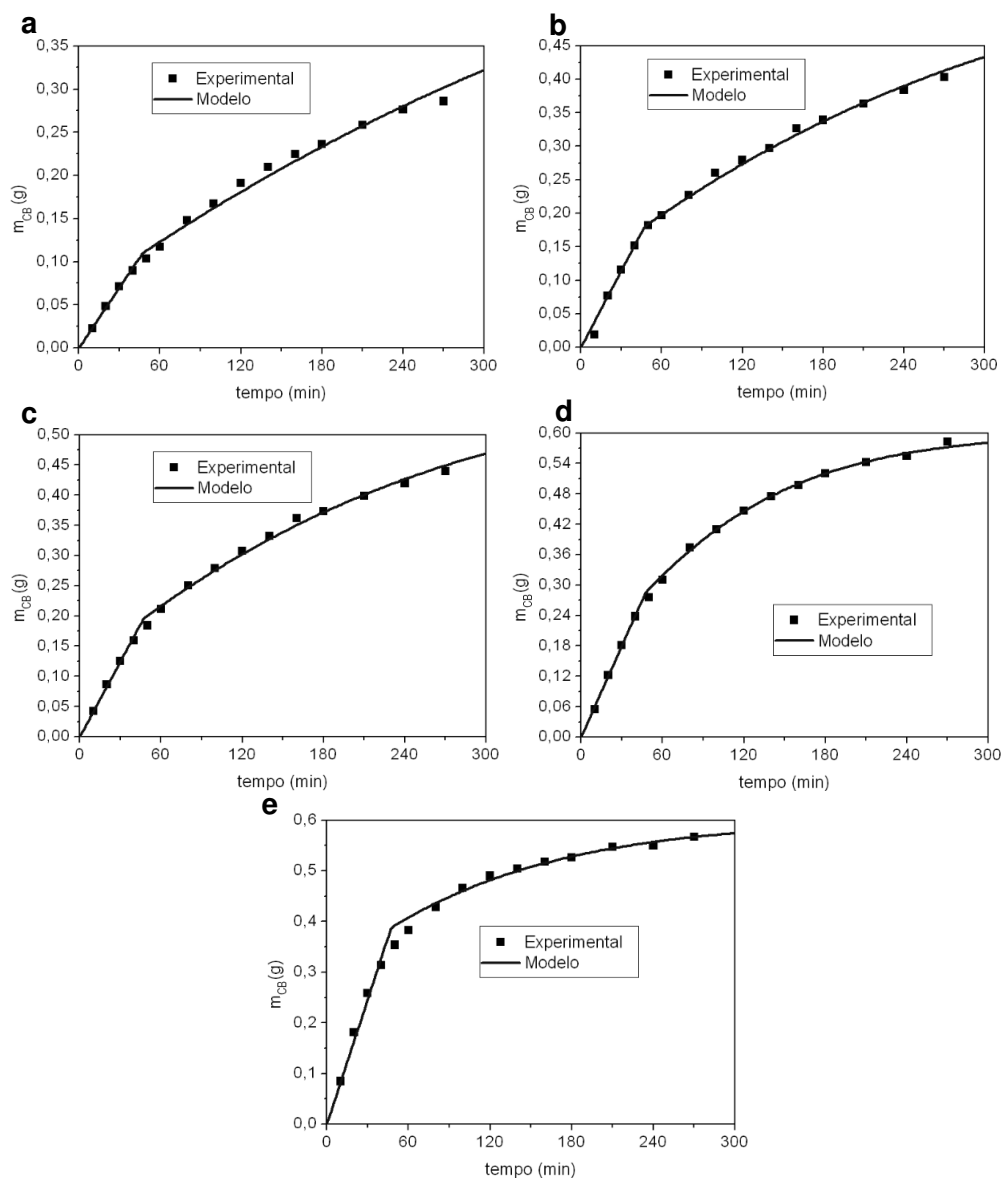 a
0,35
0,30
0,25
0,20
0,15
0,10
0,05
0,00
m_CB(g)
Experimental
Modelo
0 60 120 180 240 300
tempo (min)
b
0,45
0,40
0,35
0,30
0,25
0,20
0,15
0,10
0,05
0,00
m_CB(g)
Experimental
Modelo
0 60 120 180 240 300
tempo (min)
c
0,50
0,45
0,40
0,35
0,30
0,25
0,20
0,15
0,10
0,05
0,00
m_CB(g)
Experimental
Modelo
0 60 120 180 240 300
tempo (min)
d
0,60
0,54
0,48
0,42
0,36
0,30
0,24
0,18
0,12
0,06
0,00
m_CB(g)
Experimental
Modelo
0 60 120 180 240 300
tempo (min)
e
0,6
0,5
0,4
0,3
0,2
0,1
0,0
m_CB(g)
Experimental
Modelo
0 60 120 180 240 300
tempo (min)